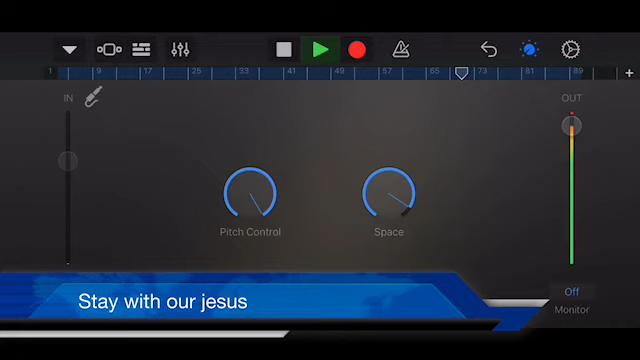 1 9 17 25 33 41 49 57 65 73 81 89
IN
OUT
Pitch Control
Space
Stay with our jesus
Off
Monitor